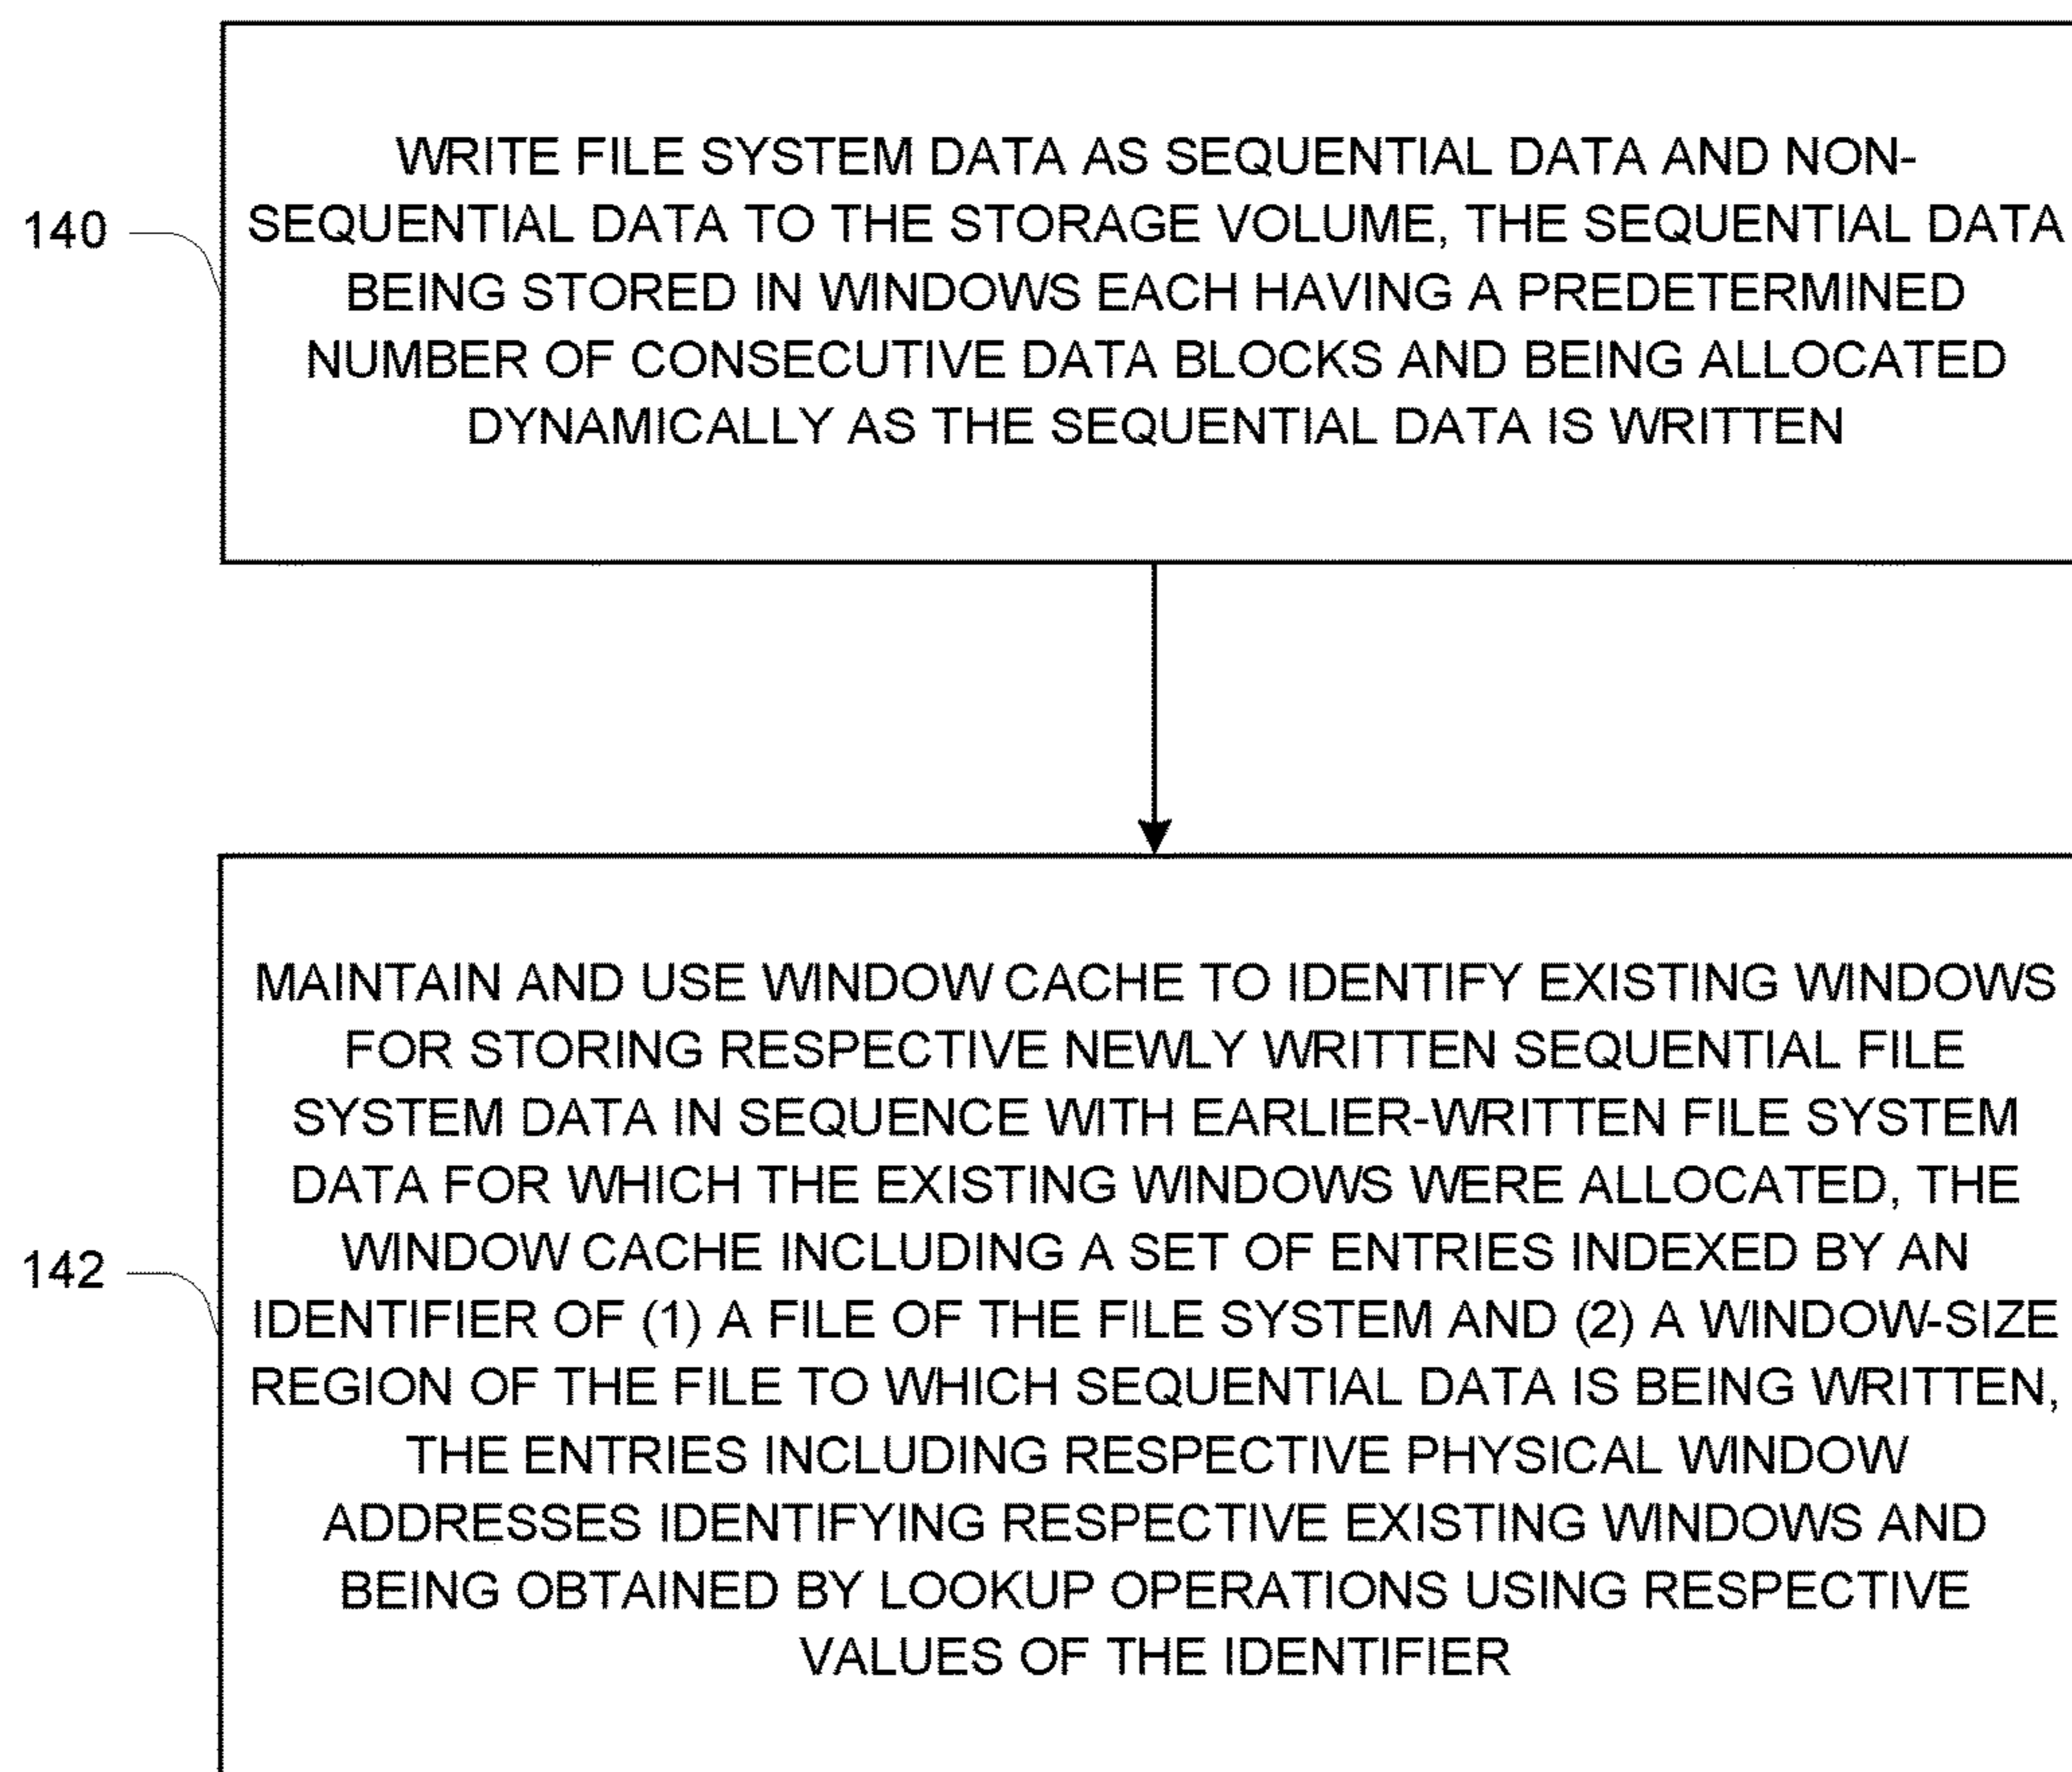 WRITE FILE SYSTEM DATA AS SEQUENTIAL DATA AND NON-
SEQUENTIAL DATA TO THE STORAGE VOLUME, THE SEQUENTIAL DATA
BEING STORED IN WINDOWS EACH HAVING A PREDETERMINED
NUMBER OF CONSECUTIVE DATA BLOCKS AND BEING ALLOCATED
DYNAMICALLY AS THE SEQUENTIAL DATA IS WRITTEN
140
MAINTAIN AND USE WINDOW CACHE TO IDENTIFY EXISTING WINDOWS
FOR STORING RESPECTIVE NEWLY WRITTEN SEQUENTIAL FILE
SYSTEM DATA IN SEQUENCE WITH EARLIER-WRITTEN FILE SYSTEM
DATA FOR WHICH THE EXISTING WINDOWS WERE ALLOCATED, THE
WINDOW CACHE INCLUDING A SET OF ENTRIES INDEXED BY AN
IDENTIFIER OF (1) A FILE OF THE FILE SYSTEM AND (2) A WINDOW-SIZE
REGION OF THE FILE TO WHICH SEQUENTIAL DATA IS BEING WRITTEN,
THE ENTRIES INCLUDING RESPECTIVE PHYSICAL WINDOW
ADDRESSES IDENTIFYING RESPECTIVE EXISTING WINDOWS AND
BEING OBTAINED BY LOOKUP OPERATIONS USING RESPECTIVE
VALUES OF THE IDENTIFIER
142